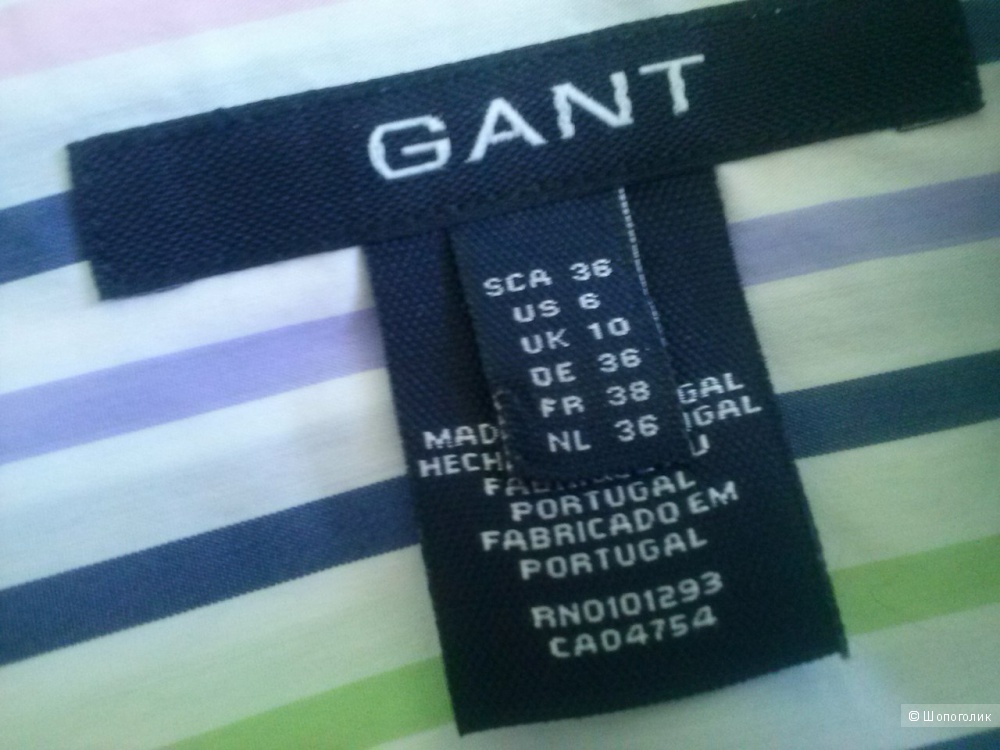 GANT
SCA 36
US 6
UK 10
DE 36
FR 38
NL 36
PORTUGAL
FABRICADO EM
PORTUGAL
RN0101293
CA04754
© Шопоголик